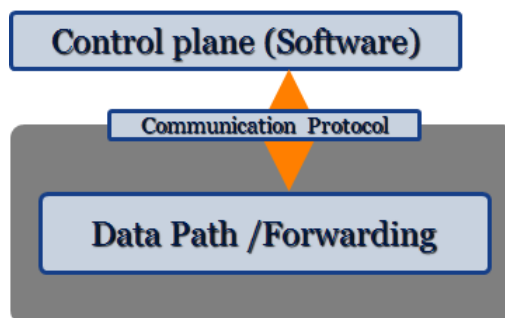 Control plane (Software)
Communication Protocol
Data Path /Forwarding